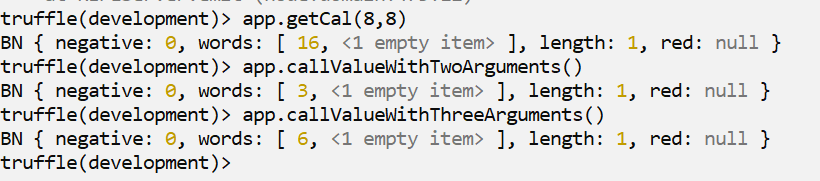 truffle(development)> app.getCal(8,8)
BN { negative: 0, words: [ 16, <1 empty item> ], length: 1, red: null }
truffle(development)> app.callValueWithTwoArguments()
BN { negative: 0, words: [ 3, <1 empty item> ], length: 1, red: null }
truffle(development)> app.callValueWithThreeArguments()
BN { negative: 0, words: [ 6, <1 empty item> ], length: 1, red: null }
truffle(development)>